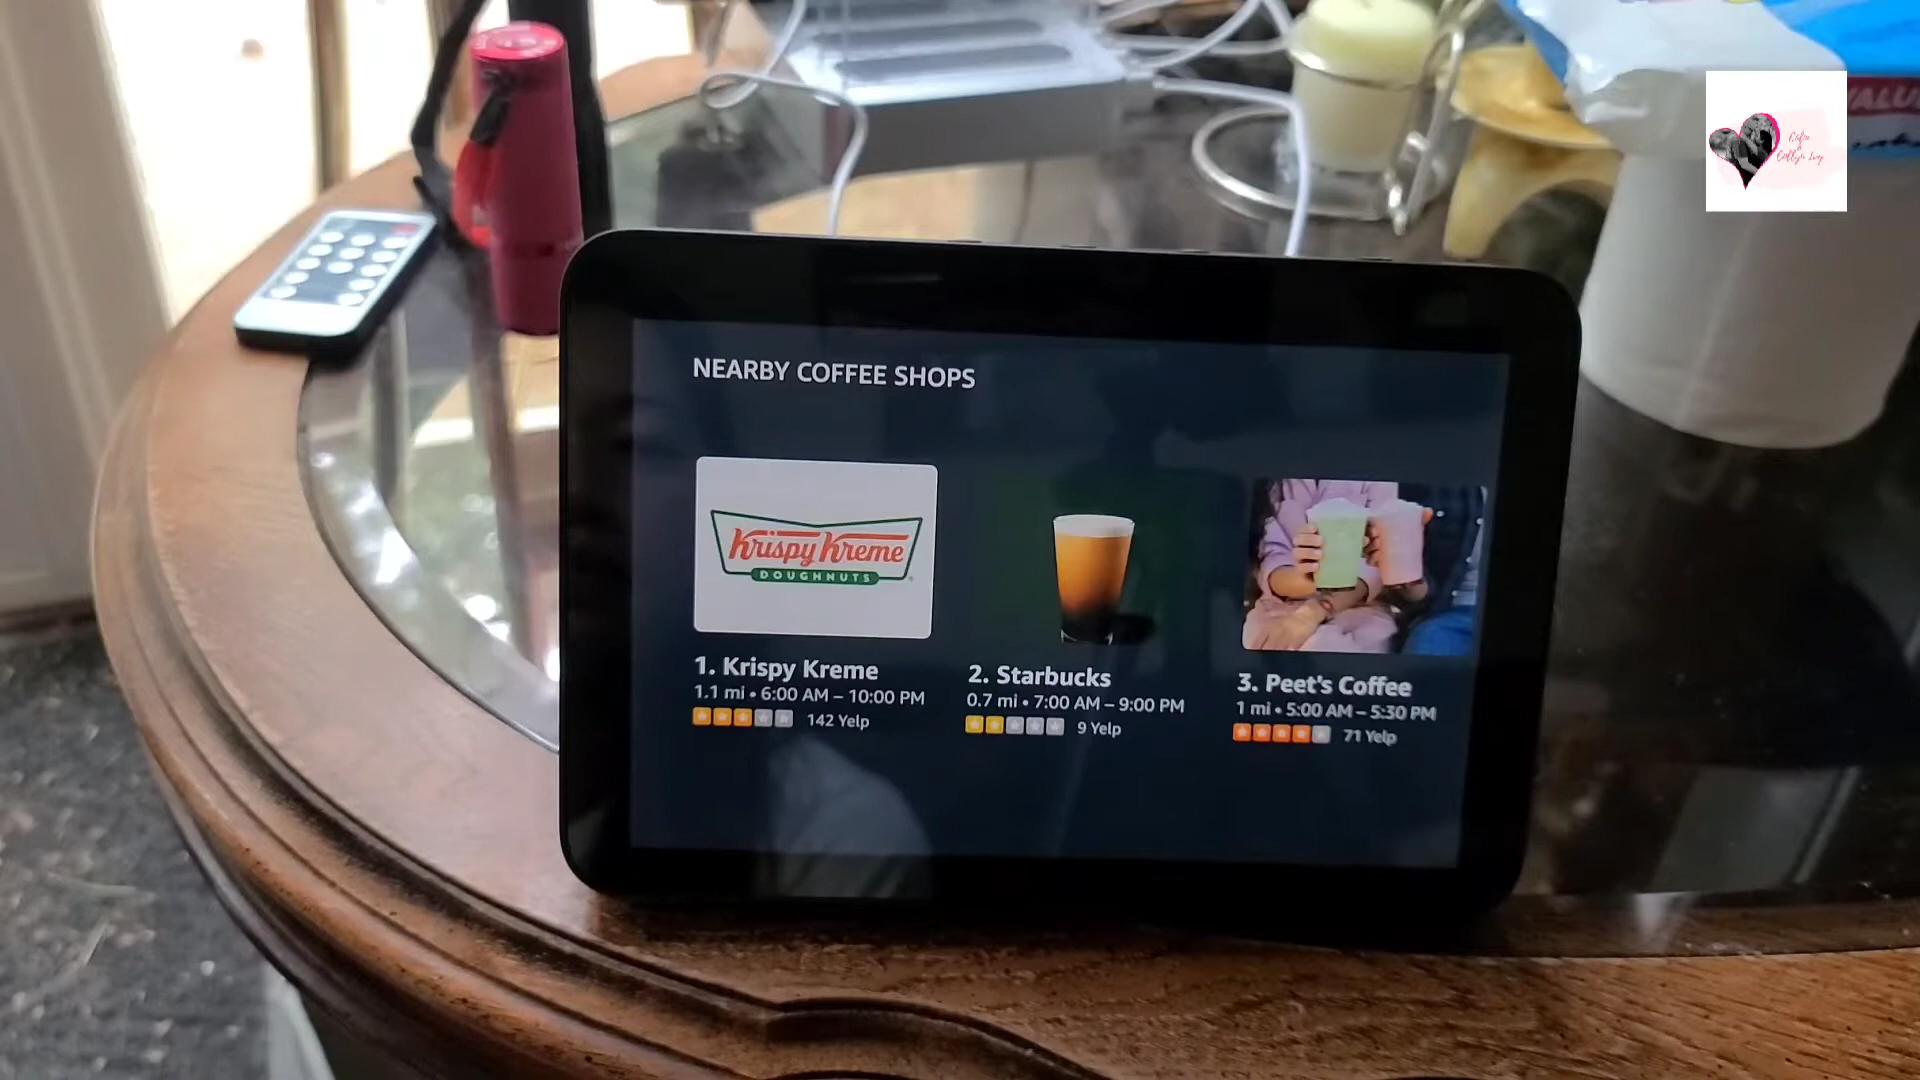 NEARBY COFFEE SHOPS
Krispy Kreme
DOUGHNUTS
1. Krispy Kreme
1.1 mi • 6:00 AM – 10:00 PM
142 Yelp
2. Starbucks
0.7 mi • 7:00 AM – 9:00 PM
9 Yelp
3. Peet's Coffee
1 mi • 5:00 AM – 5:30 PM
71 Yelp